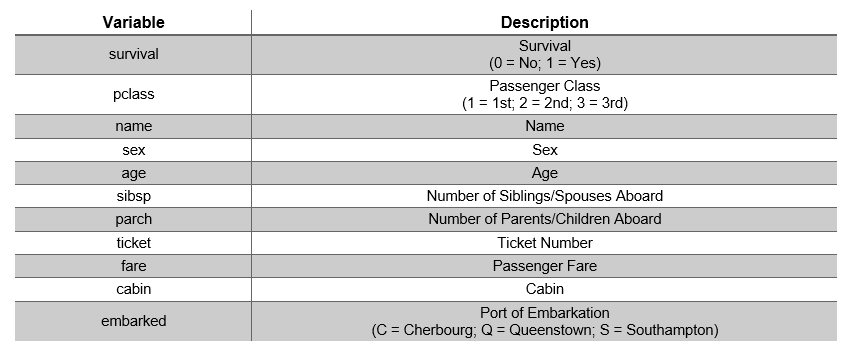 Variable Description
survival Survival
(0 = No; 1 = Yes)
pclass Passenger Class
(1 = 1st; 2 = 2nd; 3 = 3rd)
name Name
sex Sex
age Age
sibsp Number of Siblings/Spouses Aboard
parch Number of Parents/Children Aboard
ticket Ticket Number
fare Passenger Fare
cabin Cabin
embarked Port of Embarkation
(C = Cherbourg; Q = Queenstown; S = Southampton)